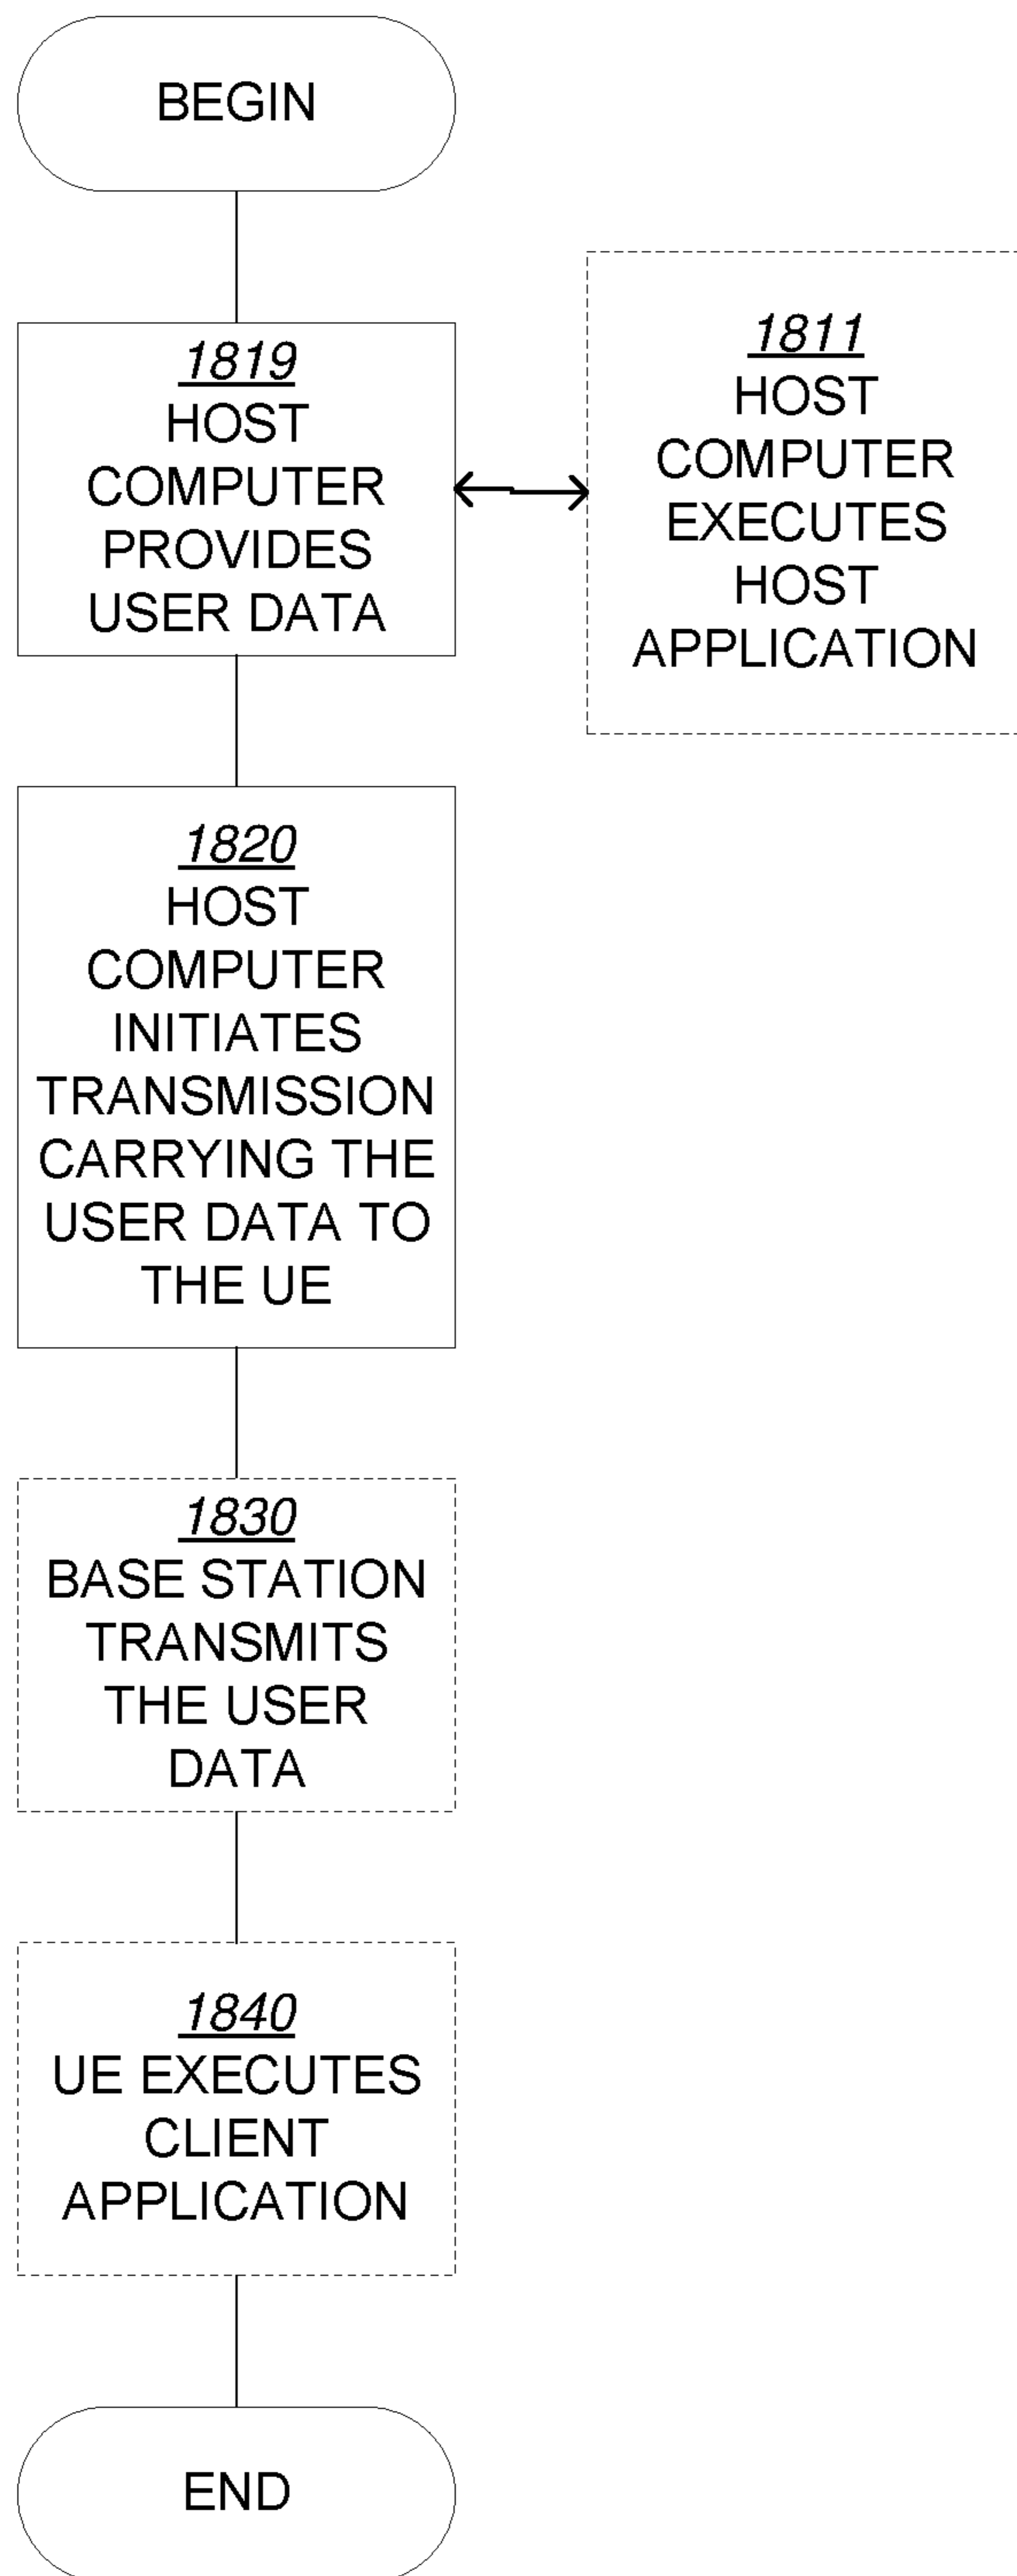 BEGIN
1819
HOST
COMPUTER
PROVIDES
USER DATA
1811
HOST
COMPUTER
EXECUTES
HOST
APPLICATION
1820
HOST
COMPUTER
INITIATES
TRANSMISSION
CARRYING THE
USER DATA TO
THE UE
1830
BASE STATION
TRANSMITS
THE USER
DATA
1840
UE EXECUTES
CLIENT
APPLICATION
END